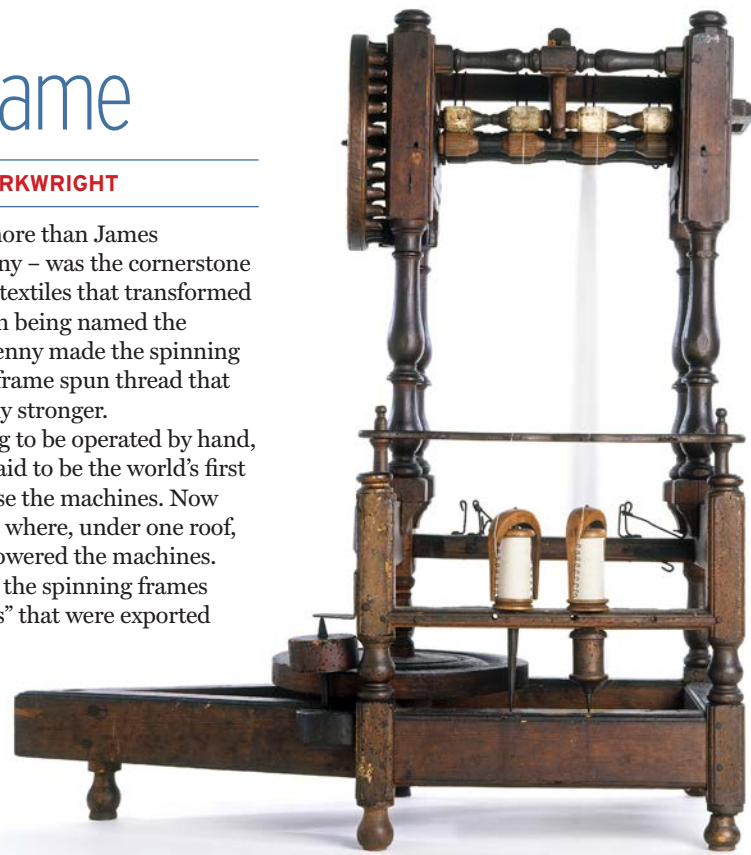 ame
RKWRIGHT
nore than James
ny – was the cornerstone
textiles that transformed
n being named the
enny made the spinning
frame spun thread that
y stronger.
g to be operated by hand,
aid to be the world's first
se the machines. Now
where, under one roof,
owered the machines.
the spinning frames
s” that were exported